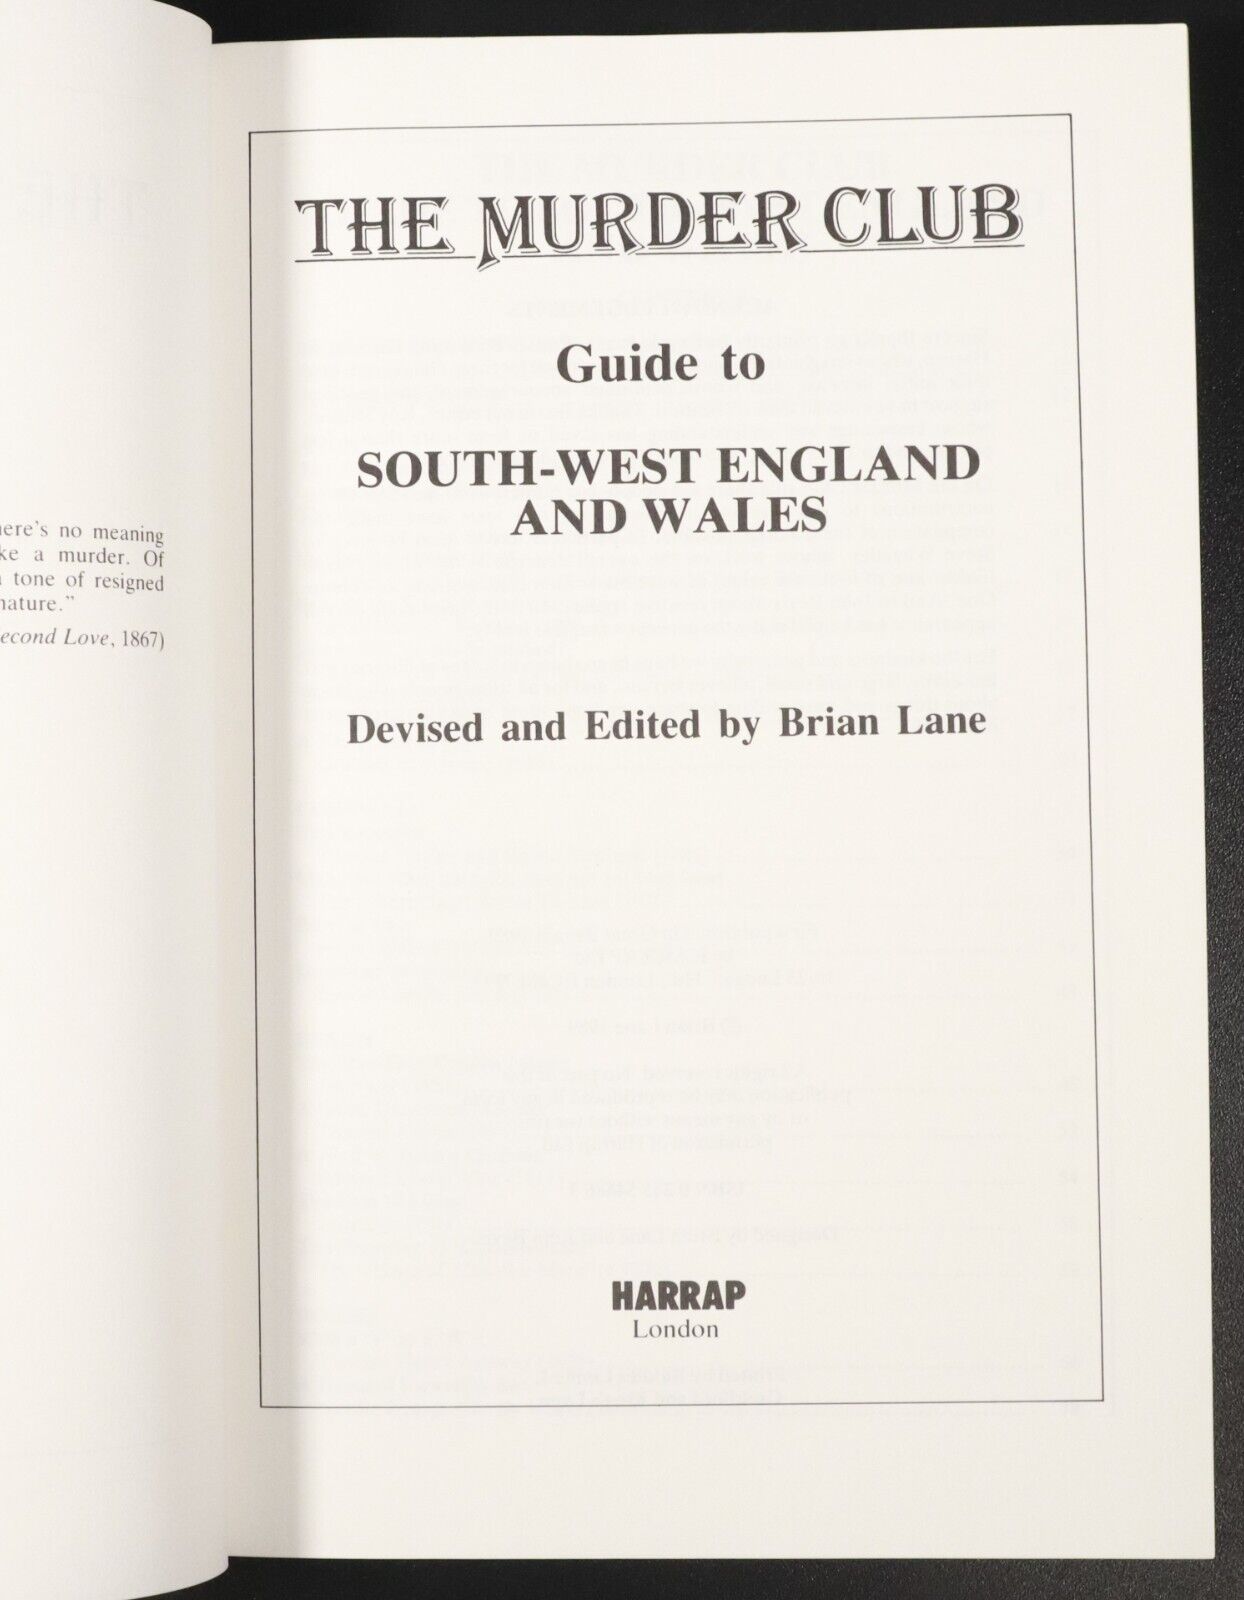 here's no meaning
ke a murder. Of
tone of resigned
nature."
econd Love, 1867)
THE MURDER CLUB
Guide to
SOUTH-WEST ENGLAND
AND WALES
Devised and Edited by Brian Lane
HARRAP
London